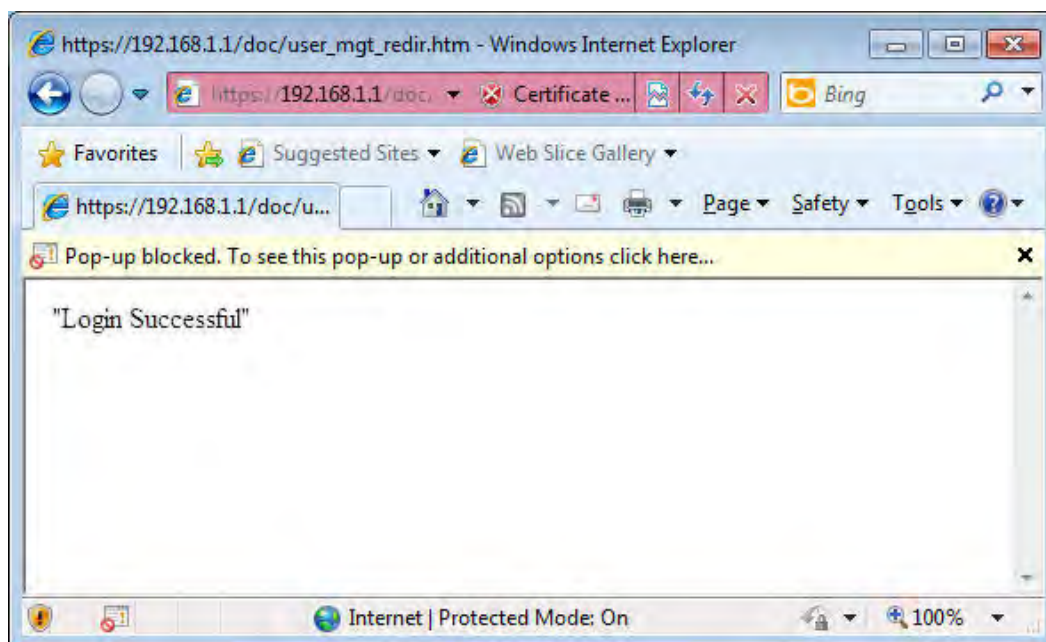 https://192.168.1.1/doc/user_mgt_redir.htm - Windows Internet Explorer
https://192.168.1.1/doc, Certificate ... Bing
Favorites Suggested Sites Web Slice Gallery
https://192.168.1.1/doc/u... Page Safety Tools
Pop-up blocked. To see this pop-up or additional options click here...
"Login Successful"
Internet | Protected Mode: On 100%